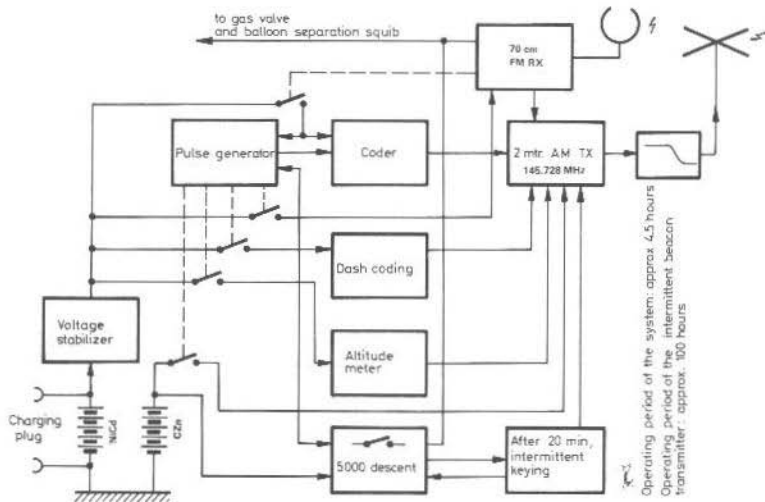 to gas valve
and balloon separation squib
70 cm
FM RX
Pulse generator
Coder
2 mtr. AM TX
145.728 MHz
Dash coding
Voltage
stabilizer
Altitude
meter
Charging
plug
NiCd
CZn
5000 descent
After 20 min,
intermittent
keying
Operating period of the system: approx 4.5 hours
Operating period of the intermittent beacon
transmitter: approx. 100 hours